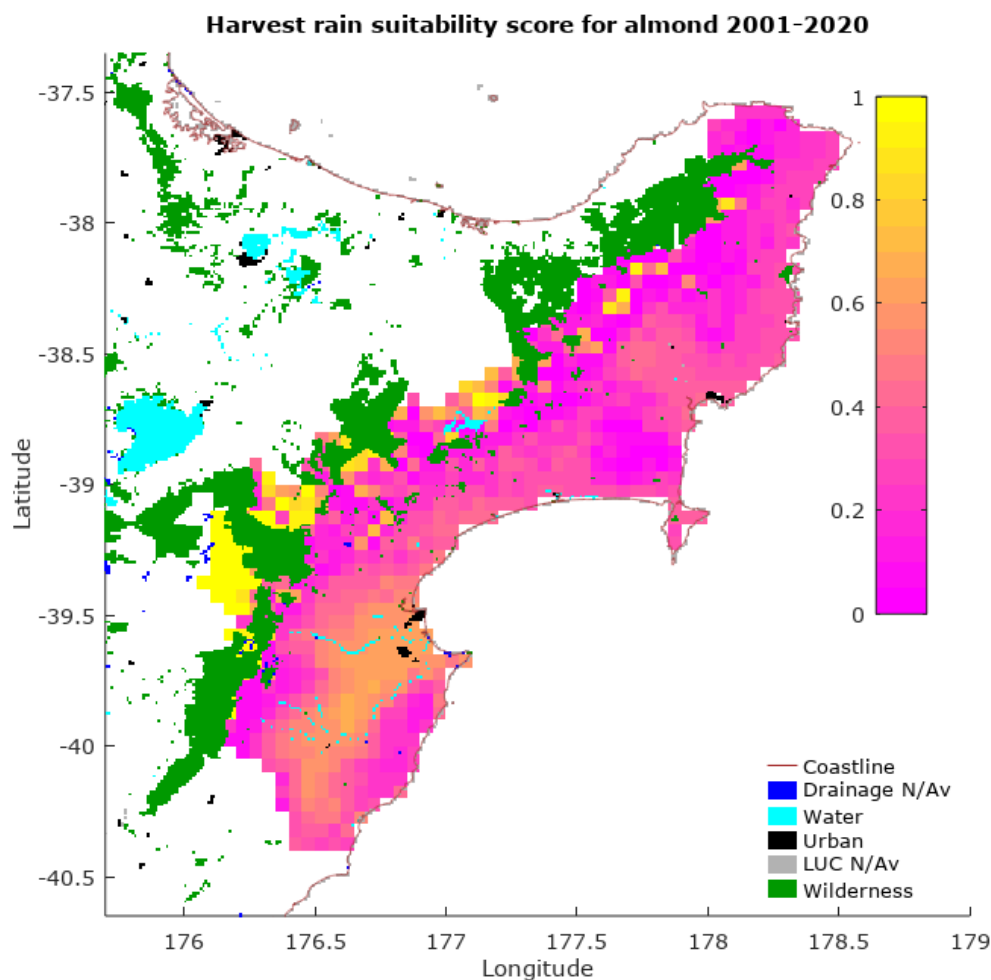 Harvest rain suitability score for almond 2001-2020
-37.5
-38
-38.5
-39
-39.5
-40
-40.5
Latitude
176
176.5
177
177.5
178
178.5
179
Longitude
1
0.8
0.6
0.4
0.2
0
Coastline
Drainage N/Av
Water
Urban
LUC N/Av
Wilderness